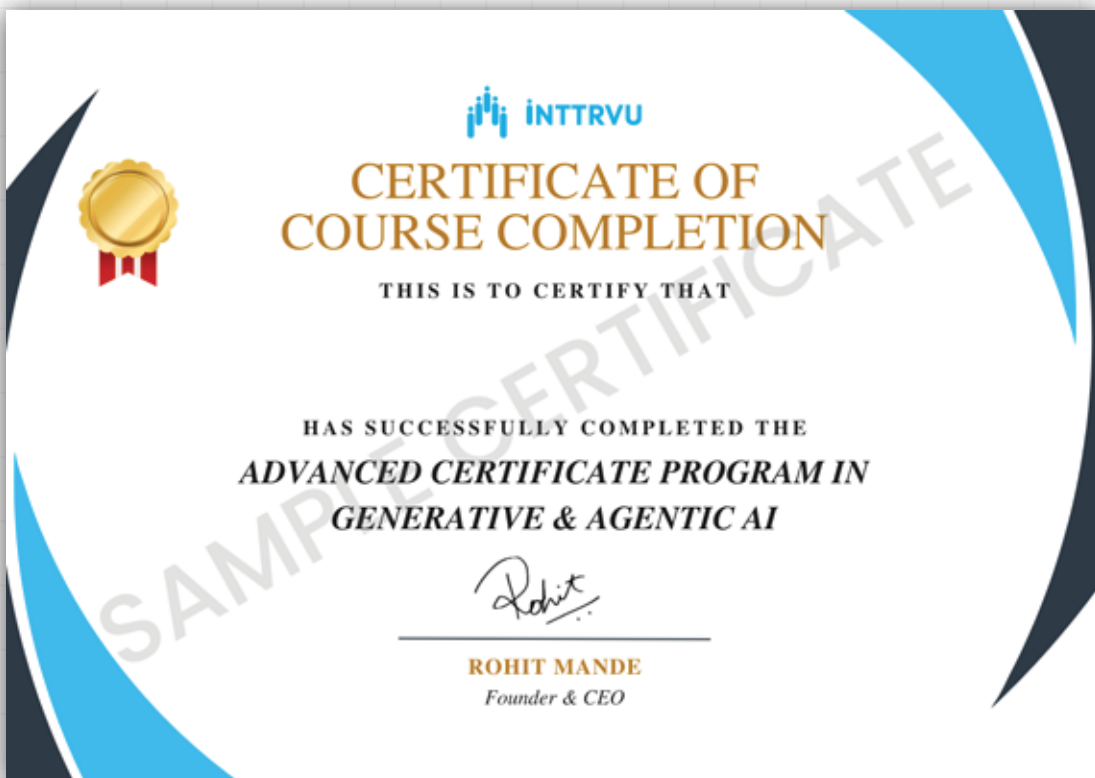 iNTTRVU
CERTIFICATE OF
COURSE COMPLETION
THIS IS TO CERTIFY THAT
HAS SUCCESSFULLY COMPLETED THE
ADVANCED CERTIFICATE PROGRAM IN
GENERATIVE & AGENTIC AI
SAMPLE CERTIFICATE
Rohit
ROHIT MANDE
Founder & CEO